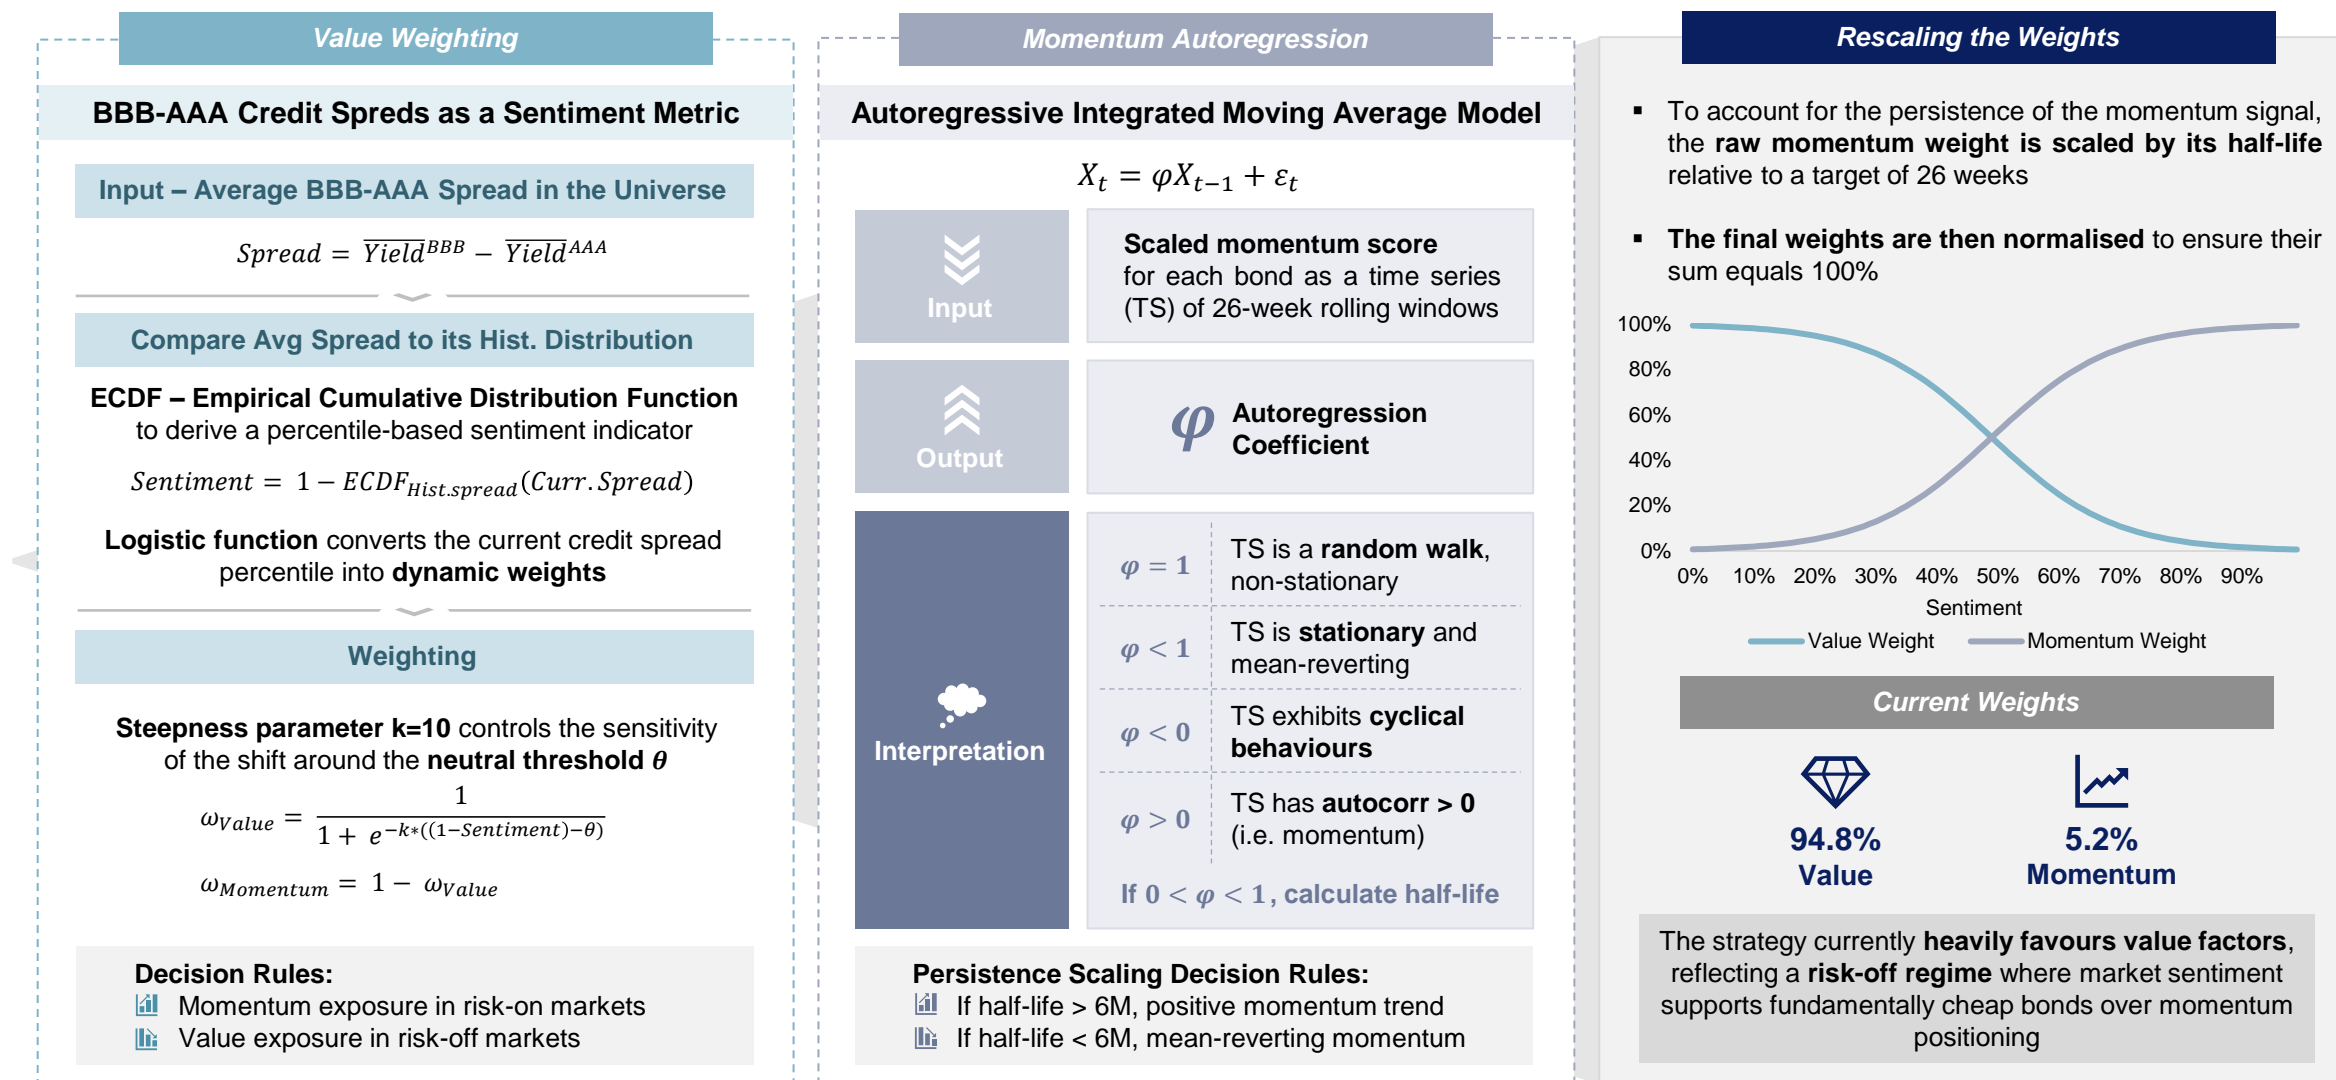 Value Weighting
BBB-AAA Credit Spreds as a Sentiment Metric
Input – Average BBB-AAA Spread in the Universe
Spread = \overline{Yield}^{BBB} − \overline{Yield}^{AAA}
Compare Avg Spread to its Hist. Distribution
ECDF – Empirical Cumulative Distribution Function
to derive a percentile-based sentiment indicator
Sentiment = 1 − ECDF_{Hist.spread}(Curr. Spread)
Logistic function converts the current credit spread
percentile into dynamic weights
Weighting
Steepness parameter k=10 controls the sensitivity
of the shift around the neutral threshold θ
ω_{Value} = \frac{1}{1 + e^{−k∗((1−Sentiment)−θ)}}
ω_{Momentum} = 1 − ω_{Value}
Decision Rules:
Momentum exposure in risk-on markets
Value exposure in risk-off markets
Momentum Autoregression
Autoregressive Integrated Moving Average Model
X_t = φX_{t−1} + ε_t
Input
Scaled momentum score
for each bond as a time series
(TS) of 26-week rolling windows
Output
φ Autoregression
Coefficient
Interpretation
φ = 1 TS is a random walk,
non-stationary
φ < 1 TS is stationary and
mean-reverting
φ < 0 TS exhibits cyclical
behaviours
φ > 0 TS has autocorr > 0
(i.e. momentum)
If 0 < φ < 1, calculate half-life
Persistence Scaling Decision Rules:
If half-life > 6M, positive momentum trend
If half-life < 6M, mean-reverting momentum
Rescaling the Weights
▪ To account for the persistence of the momentum signal,
the raw momentum weight is scaled by its half-life
relative to a target of 26 weeks
▪ The final weights are then normalised to ensure their
sum equals 100%
100%
80%
60%
40%
20%
0%
0% 10% 20% 30% 40% 50% 60% 70% 80% 90%
Sentiment
Value Weight Momentum Weight
Current Weights
94.8% 5.2%
Value Momentum
The strategy currently heavily favours value factors,
reflecting a risk-off regime where market sentiment
supports fundamentally cheap bonds over momentum
positioning